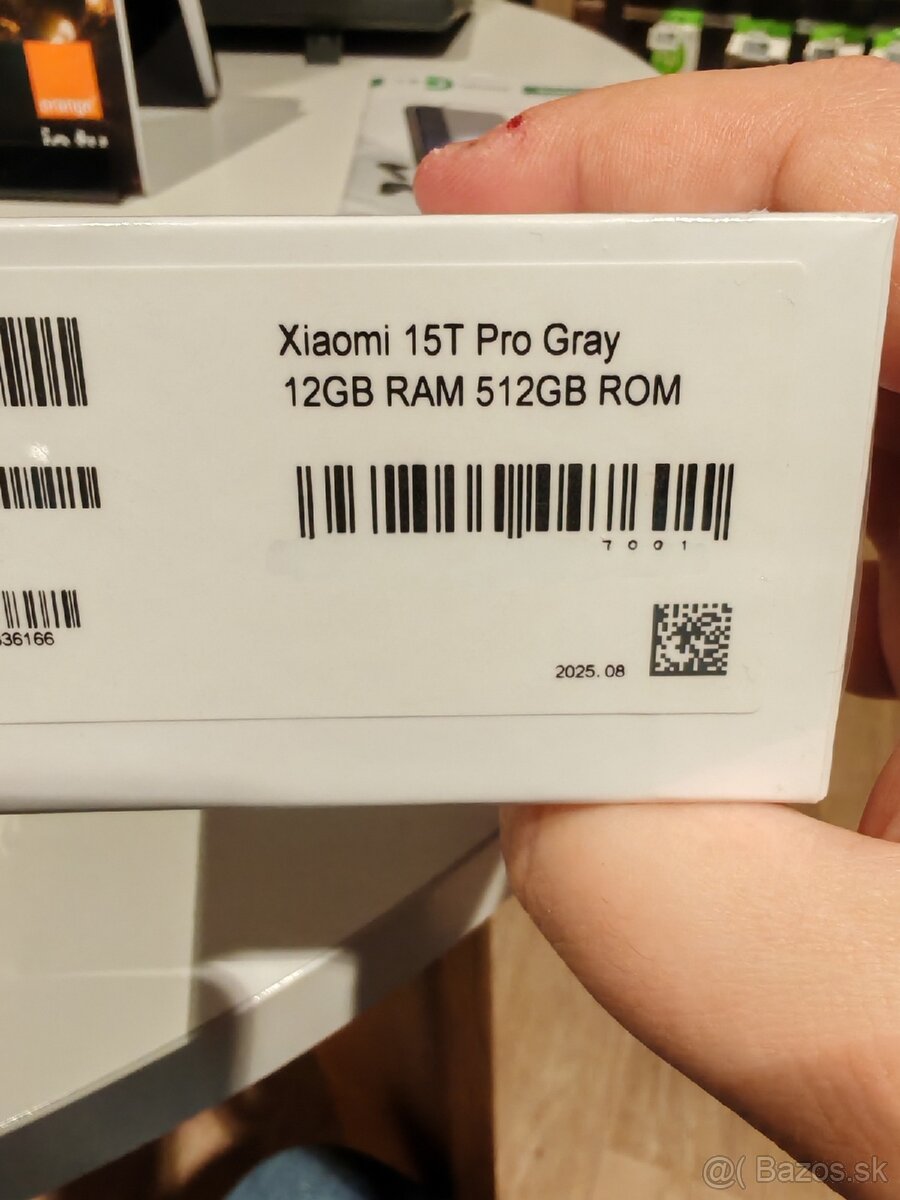 orange
Xiaomi 15T Pro Gray
12GB RAM 512GB ROM
7001
36166
2025.08
@( Bazos.sk